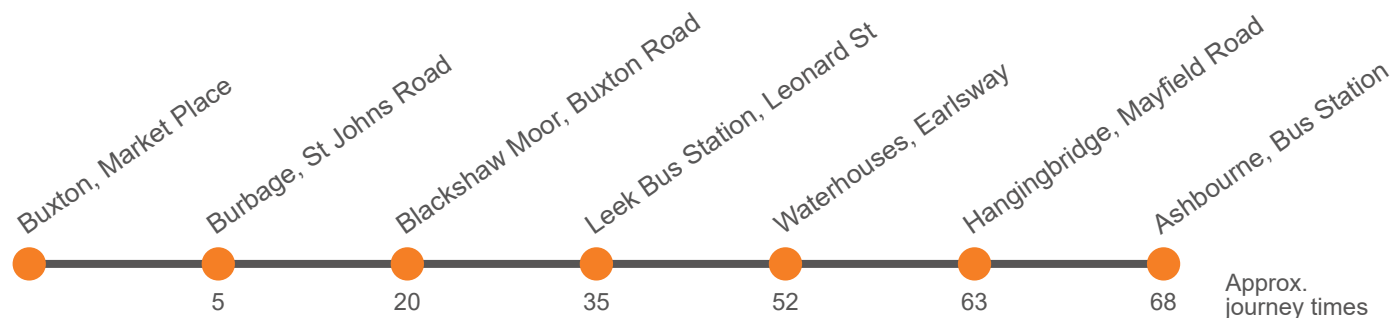 Buxton, Market Place
Burbage, St Johns Road
Blackshaw Moor, Buxton Road
Leek Bus Station, Leonard St
Waterhouses, Earlsway
Hangingbridge, Mayfield Road
Ashbourne, Bus Station
5
20
35
52
63
68
Approx.
journey times